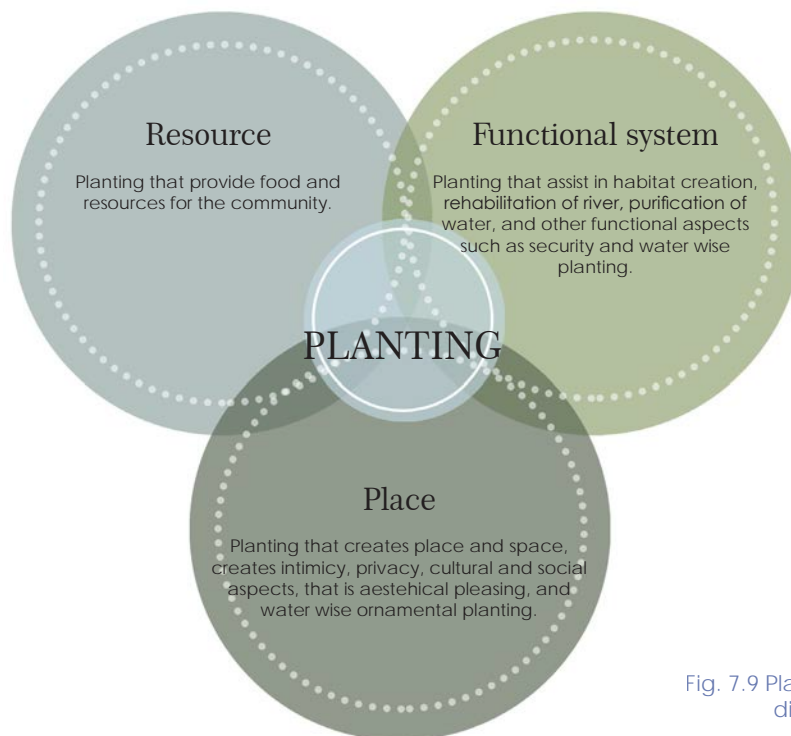 Resource
Planting that provide food and
resources for the community.
Functional system
Planting that assist in habitat creation,
rehabilitation of river, purification of
water, and other functional aspects
such as security and water wise
planting.
PLANTING
Place
Planting that creates place and space,
creates intimicy, privacy, cultural and social
aspects, that is aestehical pleasing, and
water wise ornamental planting.
Fig. 7.9